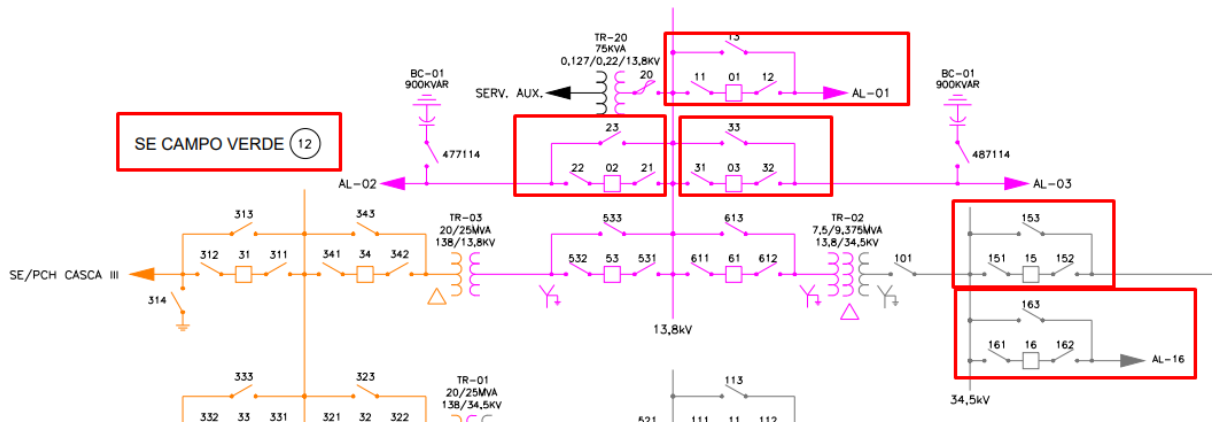 TR-20
75KVA
0,127/0,22/13,8KV
20
13
11 01 12
AL-01
BC-01
900KVAR
SERV. AUX.
BC-01
900KVAR
SE CAMPO VERDE 12
23
33
477114
487114
22 02 21
31 03 32
AL-02
AL-03
313
343
TR-03
20/25MVA
138/13,8KV
533
613
TR-02
7,5/9,375MVA
13,8/34,5KV
153
SE/PCH CASCA III
312 31 311
341 34 342
532 53 531
611 61 612
101
151 15 152
314
163
13,8kV
161 16 162
AL-16
333
323
TR-01
20/25MVA
138/34,5KV
113
34,5kV
332 33 331
321 32 322
521
111 11 112